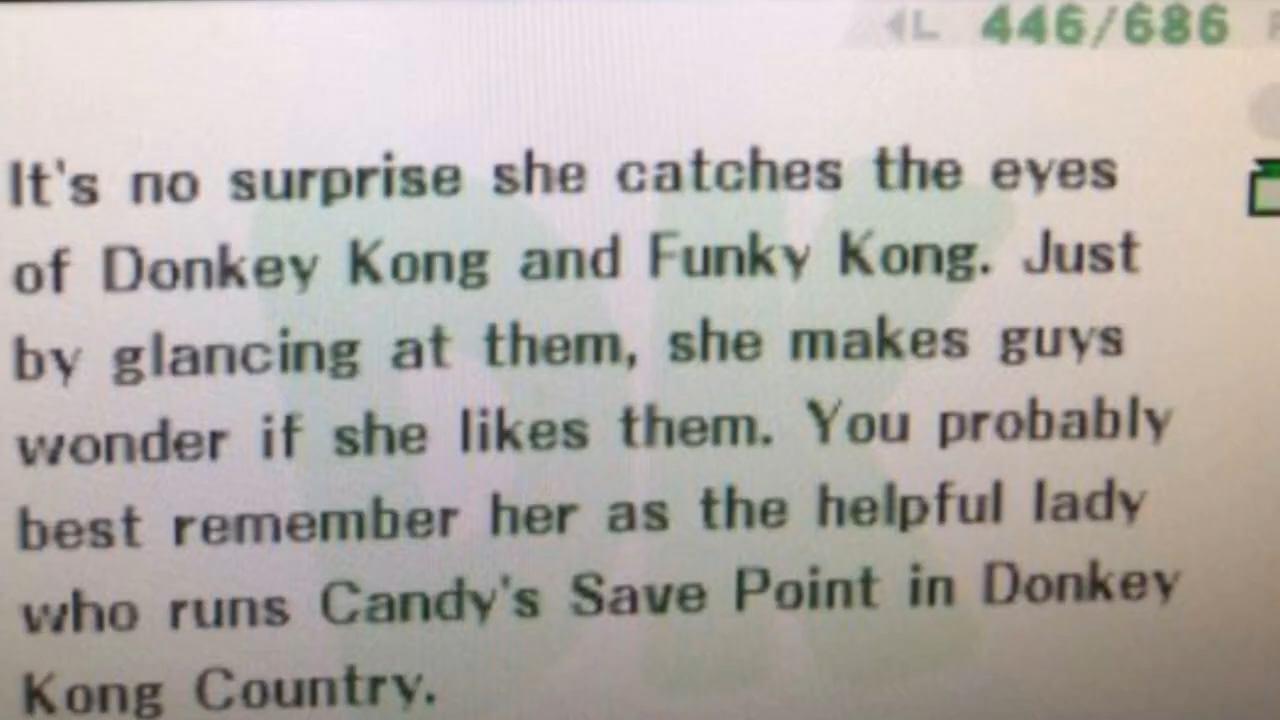 L 446/686
It's no surprise she catches the eyes
of Donkey Kong and Funky Kong. Just
by glancing at them, she makes guys
wonder if she likes them. You probably
best remember her as the helpful lady
who runs Candy's Save Point in Donkey
Kong Country.